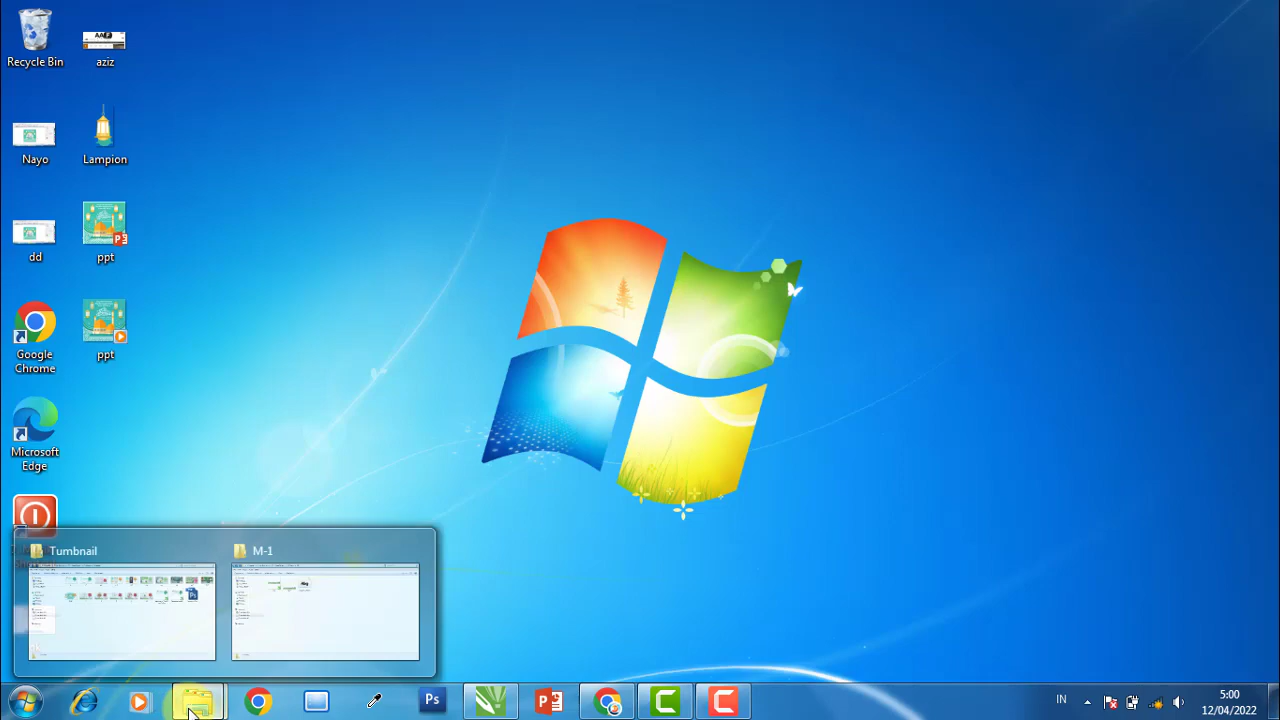 Recycle Bin
aziz
Nayo
Lampion
dd
ppt
Google
Chrome
ppt
Microsoft
Edge
Tumbnail
M-1
Ps
IN
5:00
12/04/2022